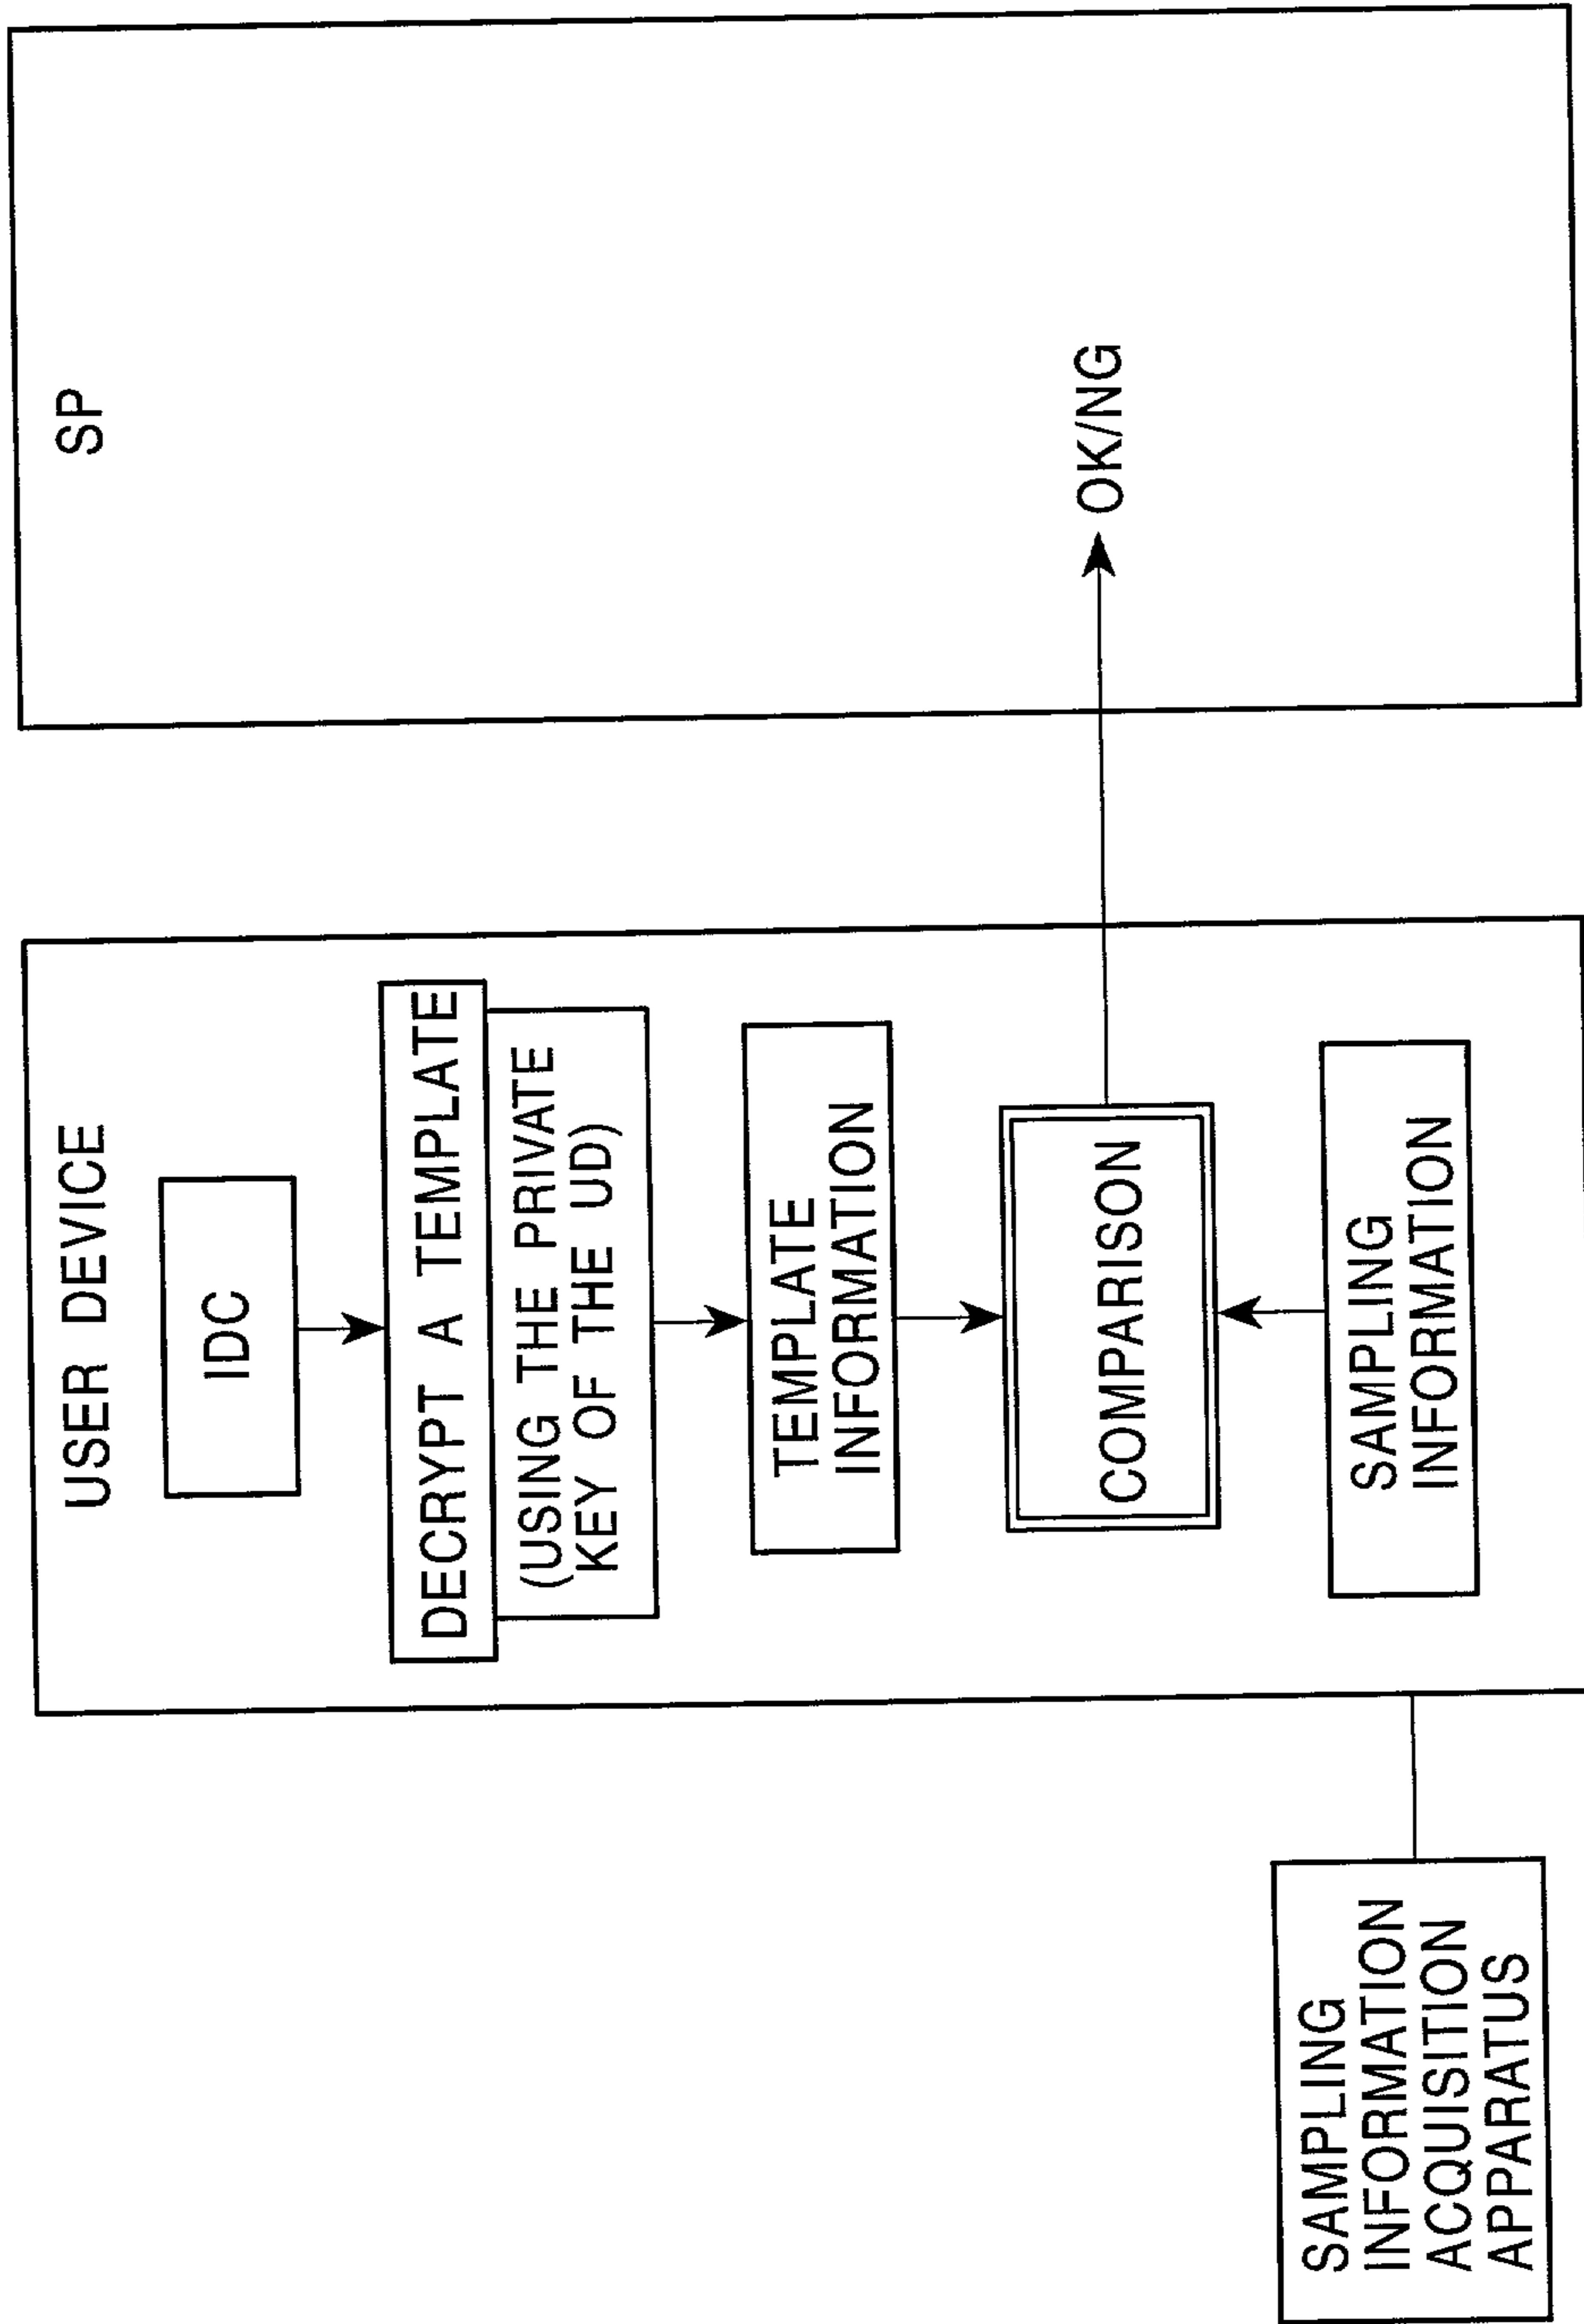 SAMPLING
INFORMATION
ACQUISITION
APPARATUS
USER DEVICE
IDC
DECRYPT A TEMPLATE
(USING THE PRIVATE
KEY OF THE UD)
TEMPLATE
INFORMATION
COMPARISON
SAMPLING
INFORMATION
SP
OK/NG